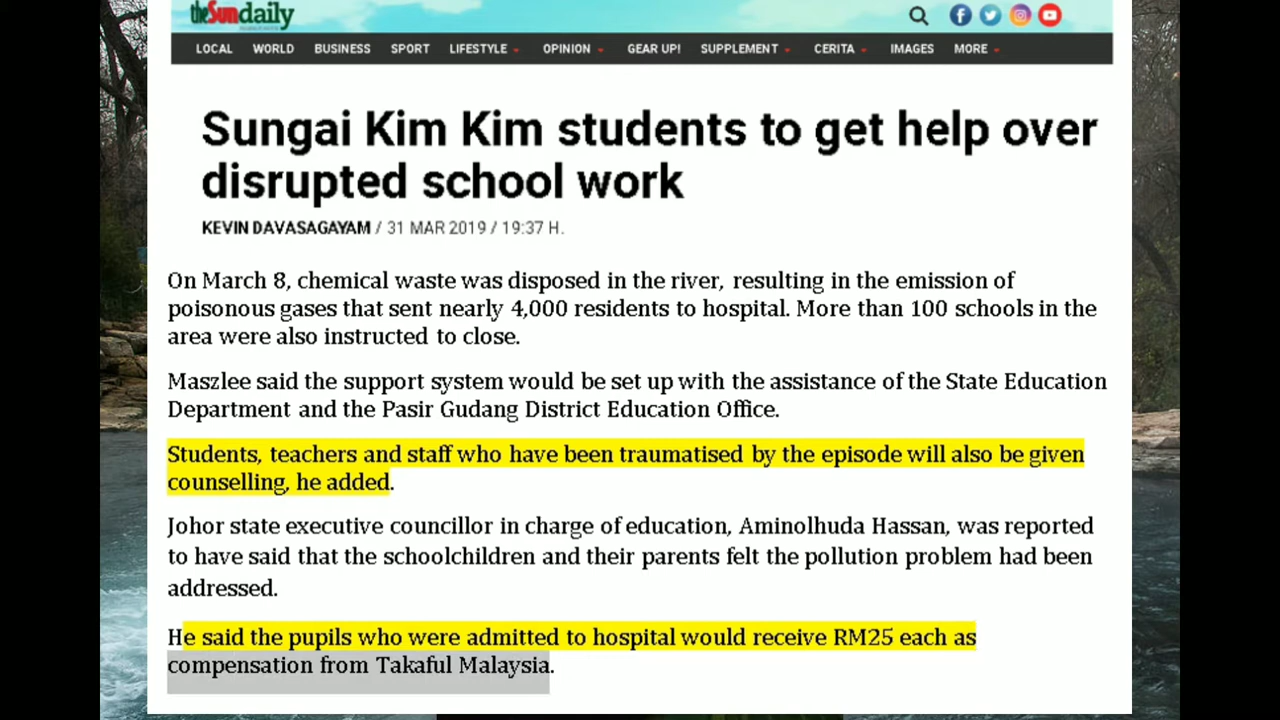 theSundaily
LOCAL WORLD BUSINESS SPORT LIFESTYLE OPINION GEAR UP! SUPPLEMENT CERITA IMAGES MORE
Sungai Kim Kim students to get help over
disrupted school work
KEVIN DAVASAGAYAM / 31 MAR 2019 / 19:37 H.
On March 8, chemical waste was disposed in the river, resulting in the emission of
poisonous gases that sent nearly 4,000 residents to hospital. More than 100 schools in the
area were also instructed to close.
Maszlee said the support system would be set up with the assistance of the State Education
Department and the Pasir Gudang District Education Office.
Students, teachers and staff who have been traumatised by the episode will also be given
counselling, he added.
Johor state executive councillor in charge of education, Aminolhuda Hassan, was reported
to have said that the schoolchildren and their parents felt the pollution problem had been
addressed.
He said the pupils who were admitted to hospital would receive RM25 each as
compensation from Takaful Malaysia.